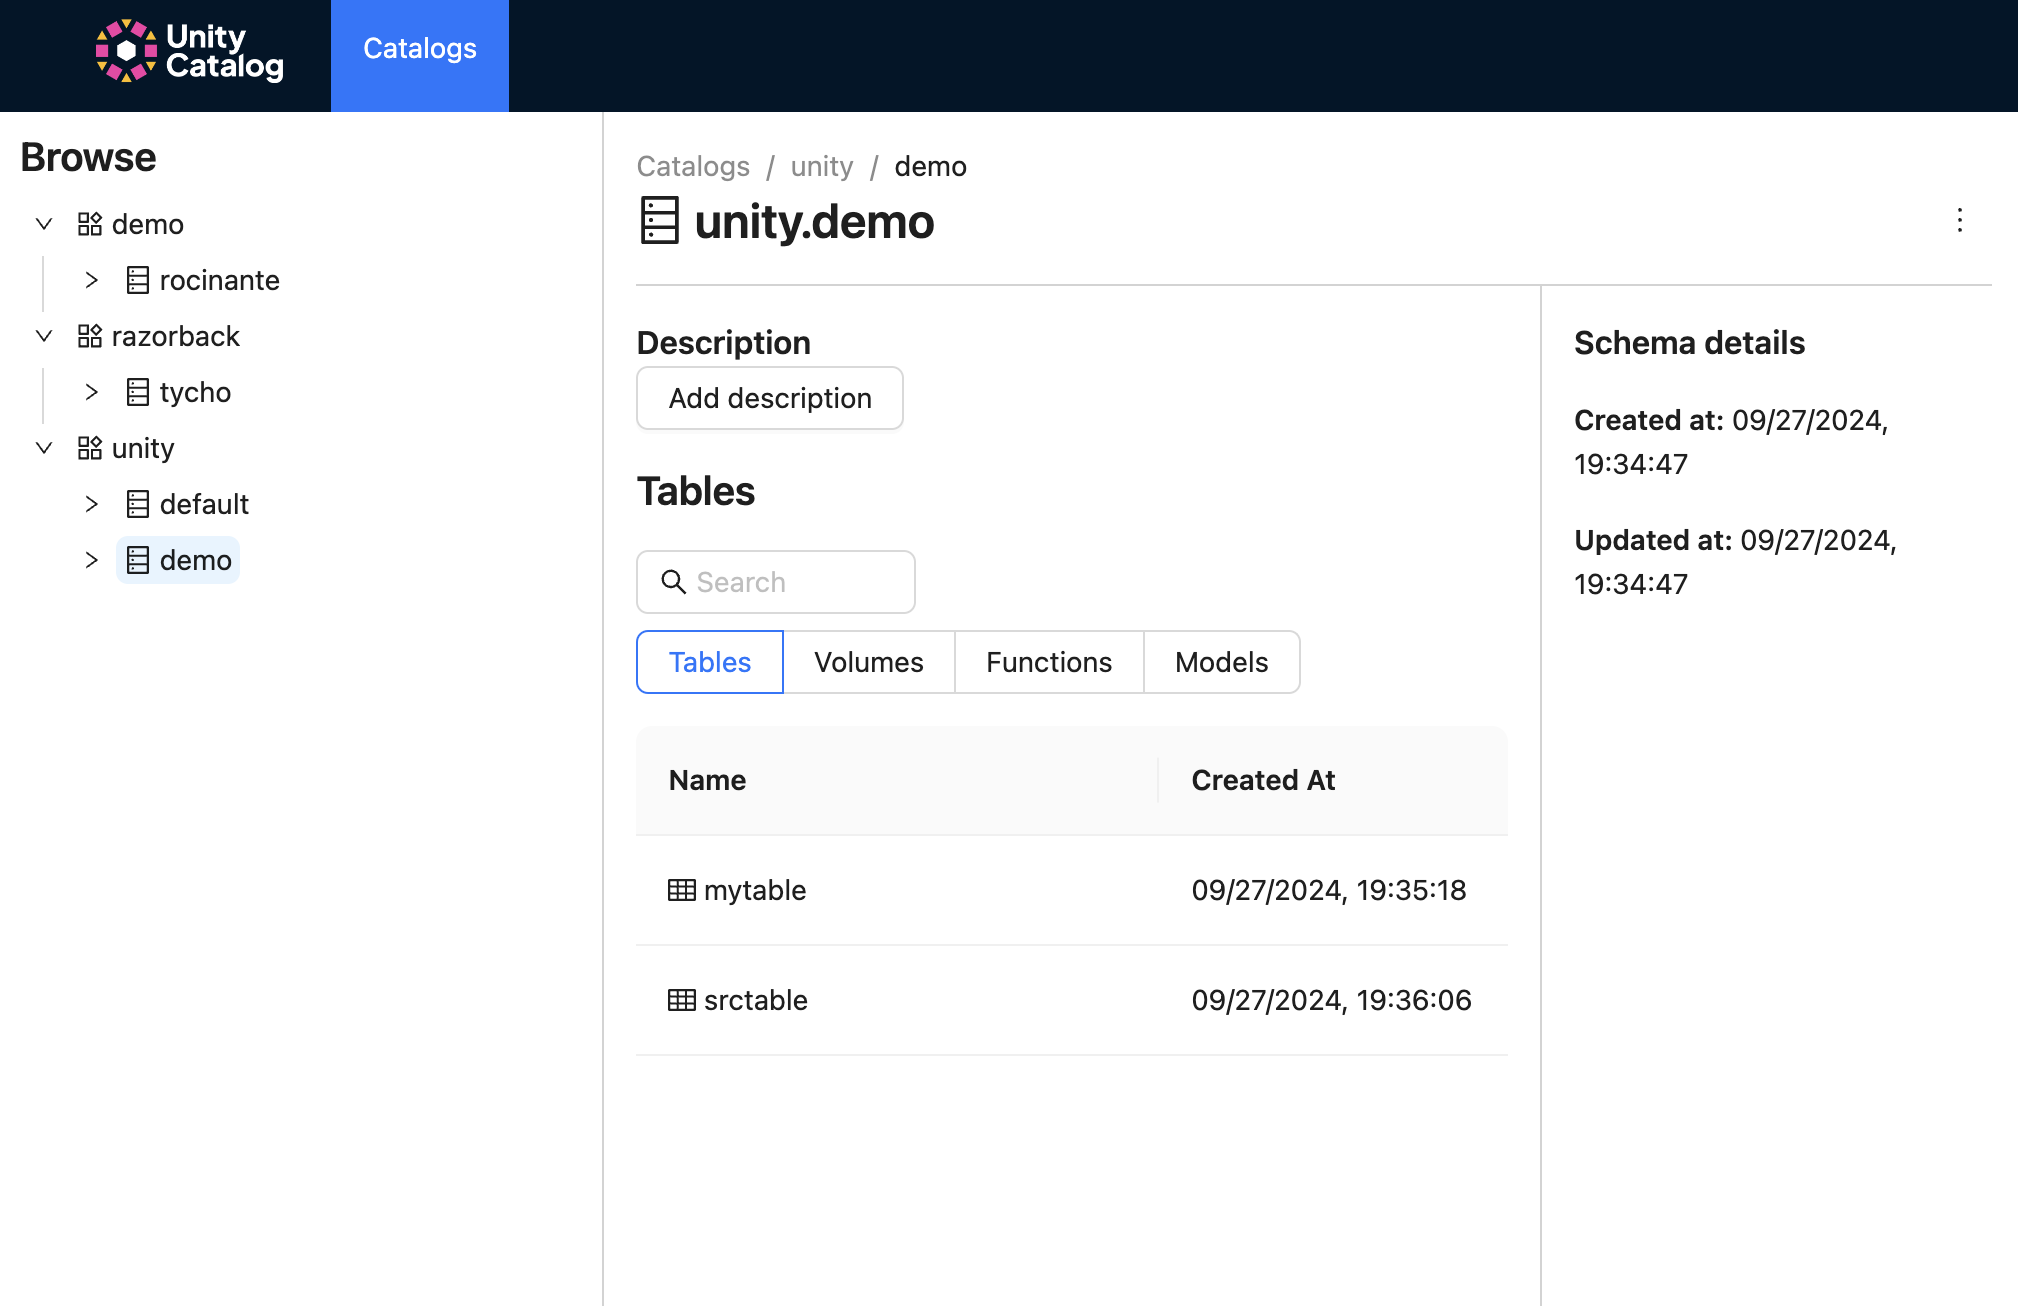 Unity
Catalog
Catalogs
Browse
demo
rocinante
razorback
tycho
unity
default
demo
Catalogs / unity / demo
unity.demo
Description
Add description
Tables
Search
Tables Volumes Functions Models
Name Created At
mytable 09/27/2024, 19:35:18
srctable 09/27/2024, 19:36:06
Schema details
Created at: 09/27/2024,
19:34:47
Updated at: 09/27/2024,
19:34:47